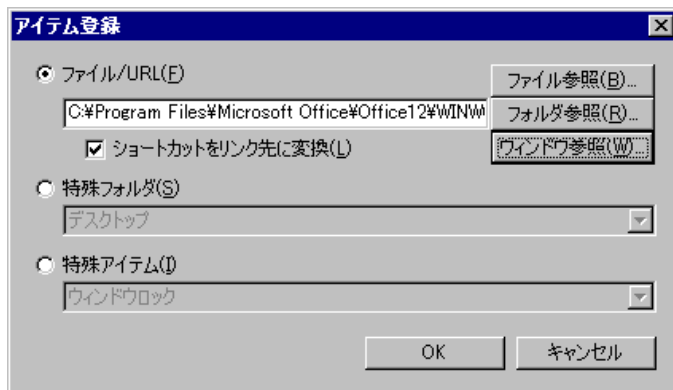 アイテム登録
ファイル/URL(F)
ファイル参照(B)...
C:¥Program Files¥Microsoft Office¥Office12¥WINW
フォルダ参照(R)...
ショートカットをリンク先に変換(L)
ウィンドウ参照(W)...
特殊フォルダ(S)
デスクトップ
特殊アイテム(I)
ウィンドウロック
OK
キャンセル